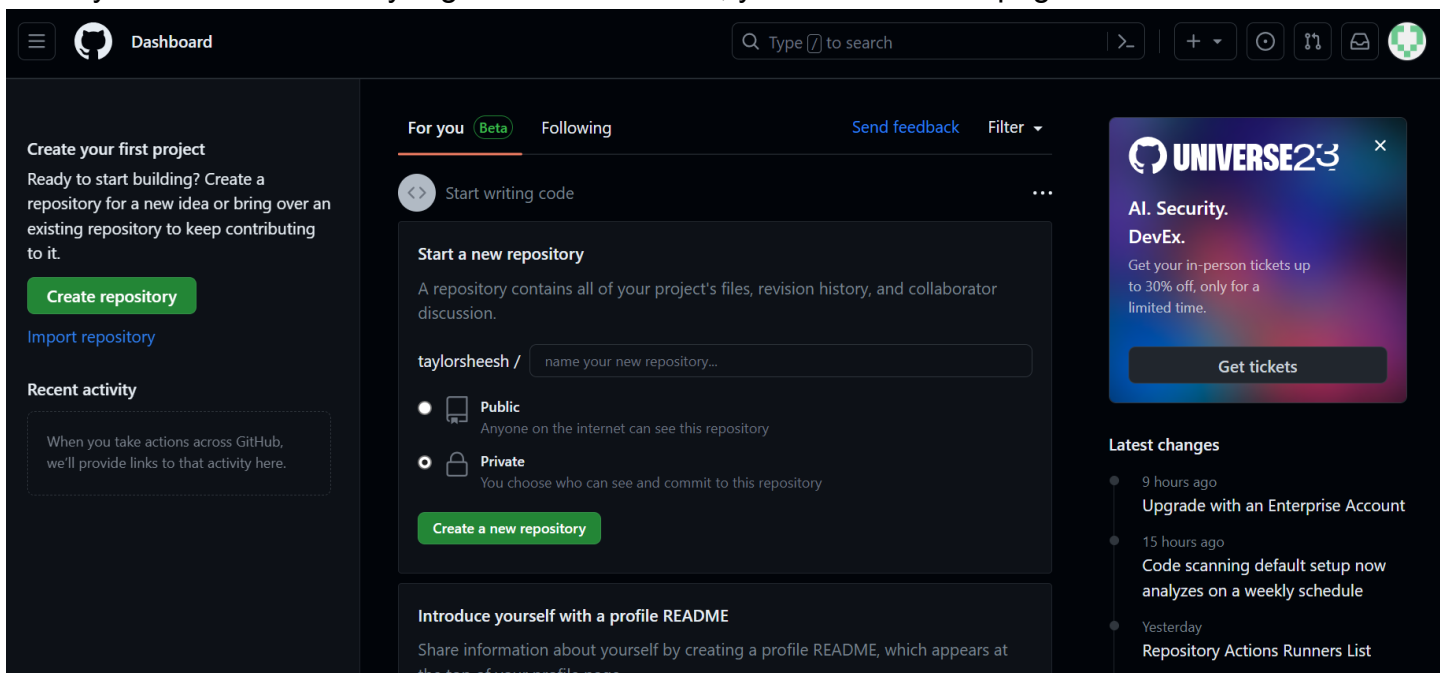 Dashboard
Type / to search
Create your first project
Ready to start building? Create a
repository for a new idea or bring over an
existing repository to keep contributing
to it.
Create repository
Import repository
Recent activity
When you take actions across GitHub,
we'll provide links to that activity here.
For you Beta Following Send feedback Filter
Start writing code
Start a new repository
A repository contains all of your project's files, revision history, and collaborator
discussion.
taylorsheesh / name your new repository...
Public
Anyone on the internet can see this repository
Private
You choose who can see and commit to this repository
Create a new repository
Introduce yourself with a profile README
Share information about yourself by creating a profile README, which appears at
UNIVERSE23
AI. Security.
DevEx.
Get your in-person tickets up
to 30% off, only for a
limited time.
Get tickets
Latest changes
9 hours ago
Upgrade with an Enterprise Account
15 hours ago
Code scanning default setup now
analyzes on a weekly schedule
Yesterday
Repository Actions Runners List